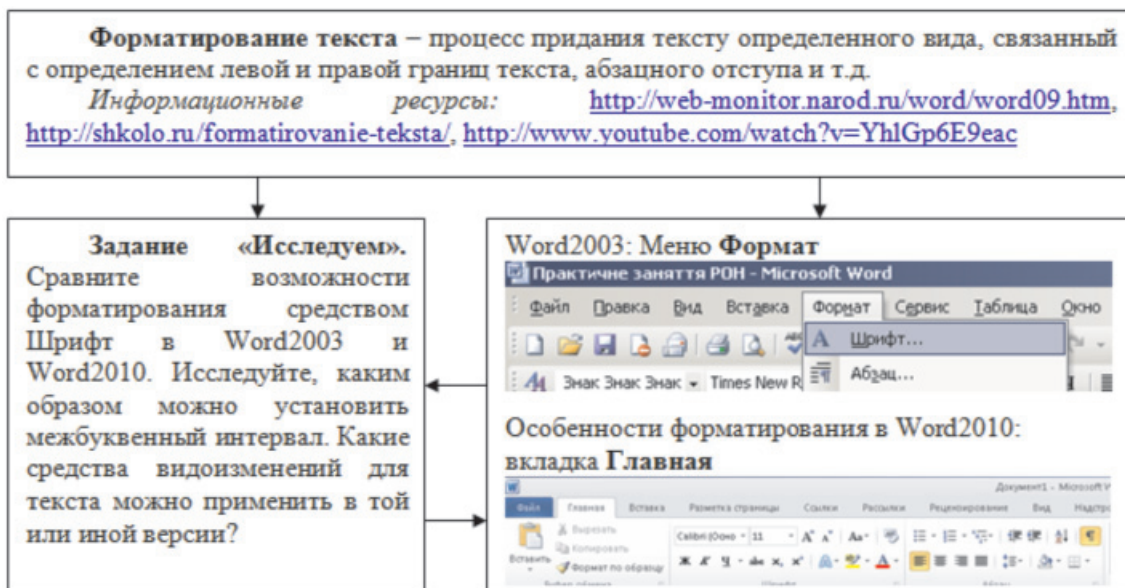 Форматирование текста – процесс придания тексту определенного вида, связанный
с определением левой и правой границ текста, абзацного отступа и т.д.
Информационные ресурсы: http://web-monitor.narod.ru/word/word09.htm,
http://shkolo.ru/formatirovanie-teksta/, http://www.youtube.com/watch?v=YhlGp6E9eac
Задание «Исследуем».
Сравните возможности
форматирования средством
Шрифт в Word2003 и
Word2010. Исследуйте, каким
образом можно установить
межбуквенный интервал. Какие
средства видоизменений для
текста можно применить в той
или иной версии?
Word2003: Меню Формат
Практичне заняття РОН - Microsoft Word
Файл Правка Вид Вставка Формат Сервис Таблица Окно
Шрифт...
Знак Знак Знак Times New R
Абзац...
Особенности форматирования в Word2010:
вкладка Главная
Документ1 - Microsoft W
Файл Главная Вставка Разметка страницы Ссылки Рассылки Рецензирование Вид Надстро
Вырезать
Копировать
Формат по образцу
Вставить
Calibri (Осно 11
Ж К Ч